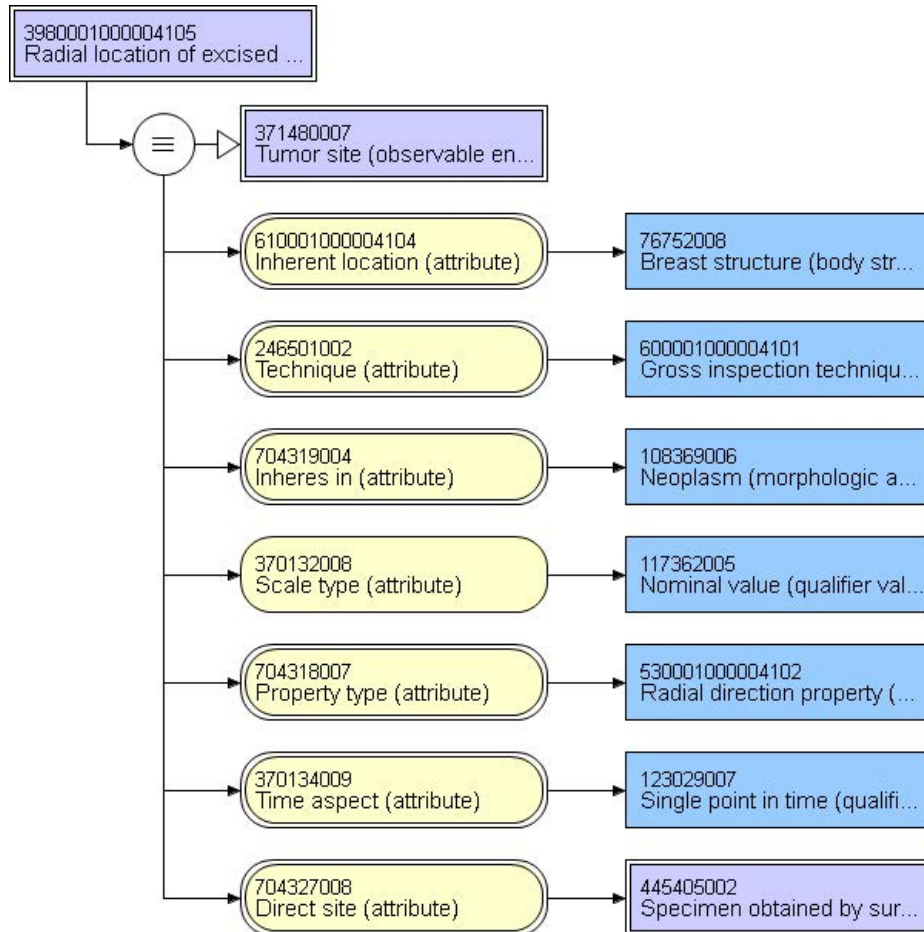 3980001000004105
Radial location of excised ...
371480007
Tumor site (observable en...
610001000004104
Inherent location (attribute)
76752008
Breast structure (body str...
246501002
Technique (attribute)
600001000004101
Gross inspection techniqu...
704319004
Inheres in (attribute)
108369006
Neoplasm (morphologic a...
370132008
Scale type (attribute)
117362005
Nominal value (qualifier val...
704318007
Property type (attribute)
530001000004102
Radial direction property (...
370134009
Time aspect (attribute)
123029007
Single point in time (qualifi...
704327008
Direct site (attribute)
445405002
Specimen obtained by sur...